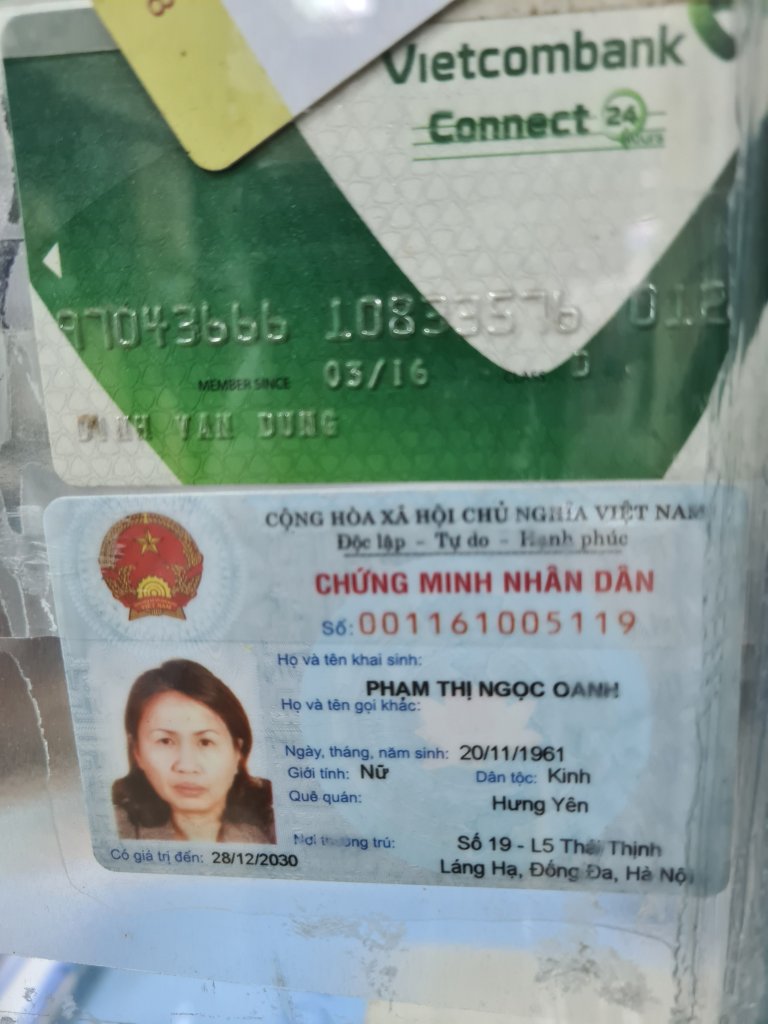 Vietcombank
Connect 24
hours
97043666 10833576 012
MEMBER SINCE 03/16 CLASS D
VAN DUNG
CỘNG HÒA XÃ HỘI CHỦ NGHĨA VIỆT NAM
Độc lập - Tự do - Hạnh phúc
CHỨNG MINH NHÂN DÂN
Số: 001161005119
Họ và tên khai sinh:
PHẠM THỊ NGỌC OANH
Họ và tên gọi khác:
Ngày, tháng, năm sinh: 20/11/1961
Giới tính: Nữ Dân tộc: Kinh
Quê quán: Hưng Yên
Nơi thường trú: Số 19 - L5 Thái Thịnh
Láng Hạ, Đống Đa, Hà Nội
Có giá trị đến: 28/12/2030